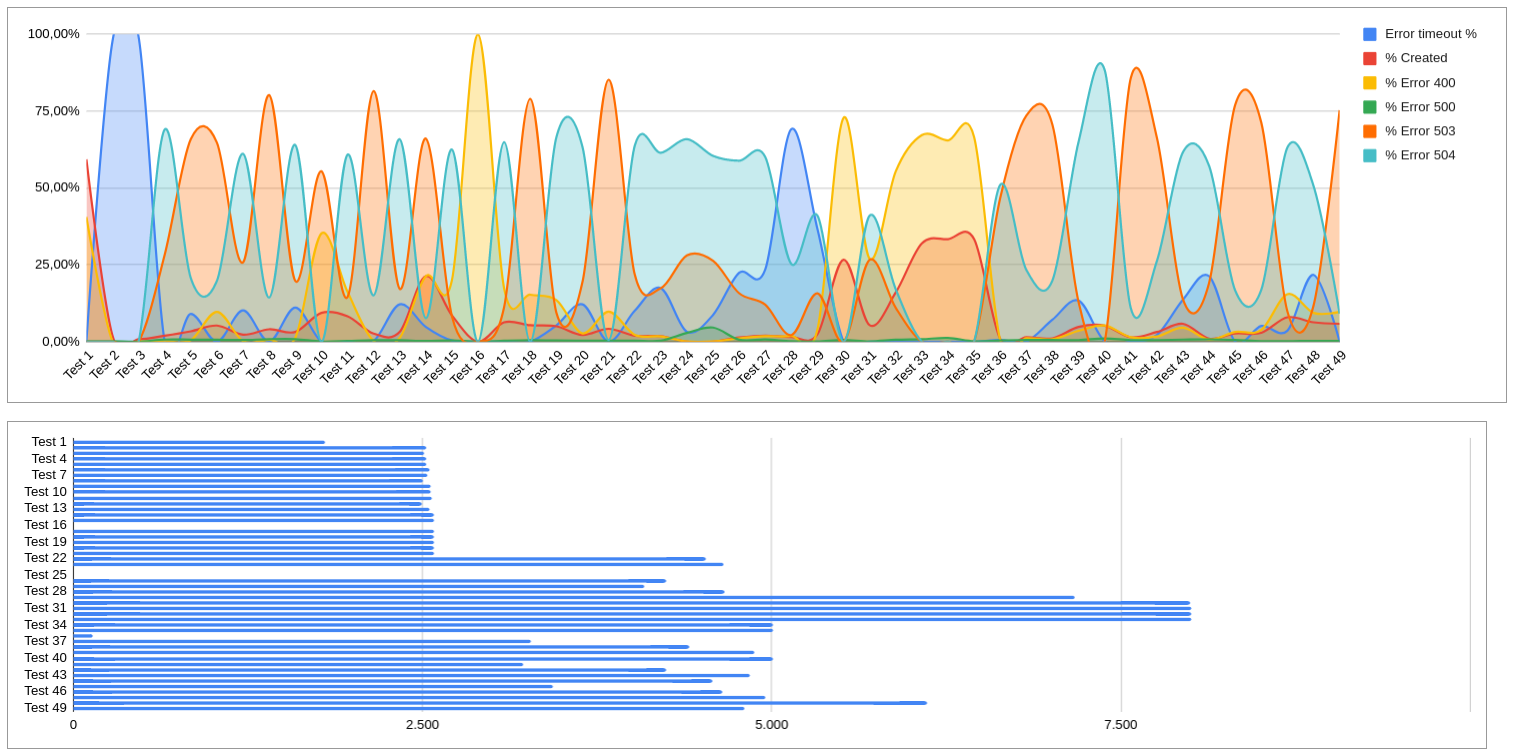 100,00%
75,00%
50,00%
25,00%
0,00%
Test 1
Test 2
Test 3
Test 4
Test 5
Test 6
Test 7
Test 8
Test 9
Test 10
Test 11
Test 12
Test 13
Test 14
Test 15
Test 16
Test 17
Test 18
Test 19
Test 20
Test 21
Test 22
Test 23
Test 24
Test 25
Test 26
Test 27
Test 28
Test 29
Test 30
Test 31
Test 32
Test 33
Test 34
Test 35
Test 36
Test 37
Test 38
Test 39
Test 40
Test 41
Test 42
Test 43
Test 44
Test 45
Test 46
Test 47
Test 48
Test 49
Error timeout %
% Created
% Error 400
% Error 500
% Error 503
% Error 504
Test 1
Test 4
Test 7
Test 10
Test 13
Test 16
Test 19
Test 22
Test 25
Test 28
Test 31
Test 34
Test 37
Test 40
Test 43
Test 46
Test 49
0
2.500
5.000
7.500